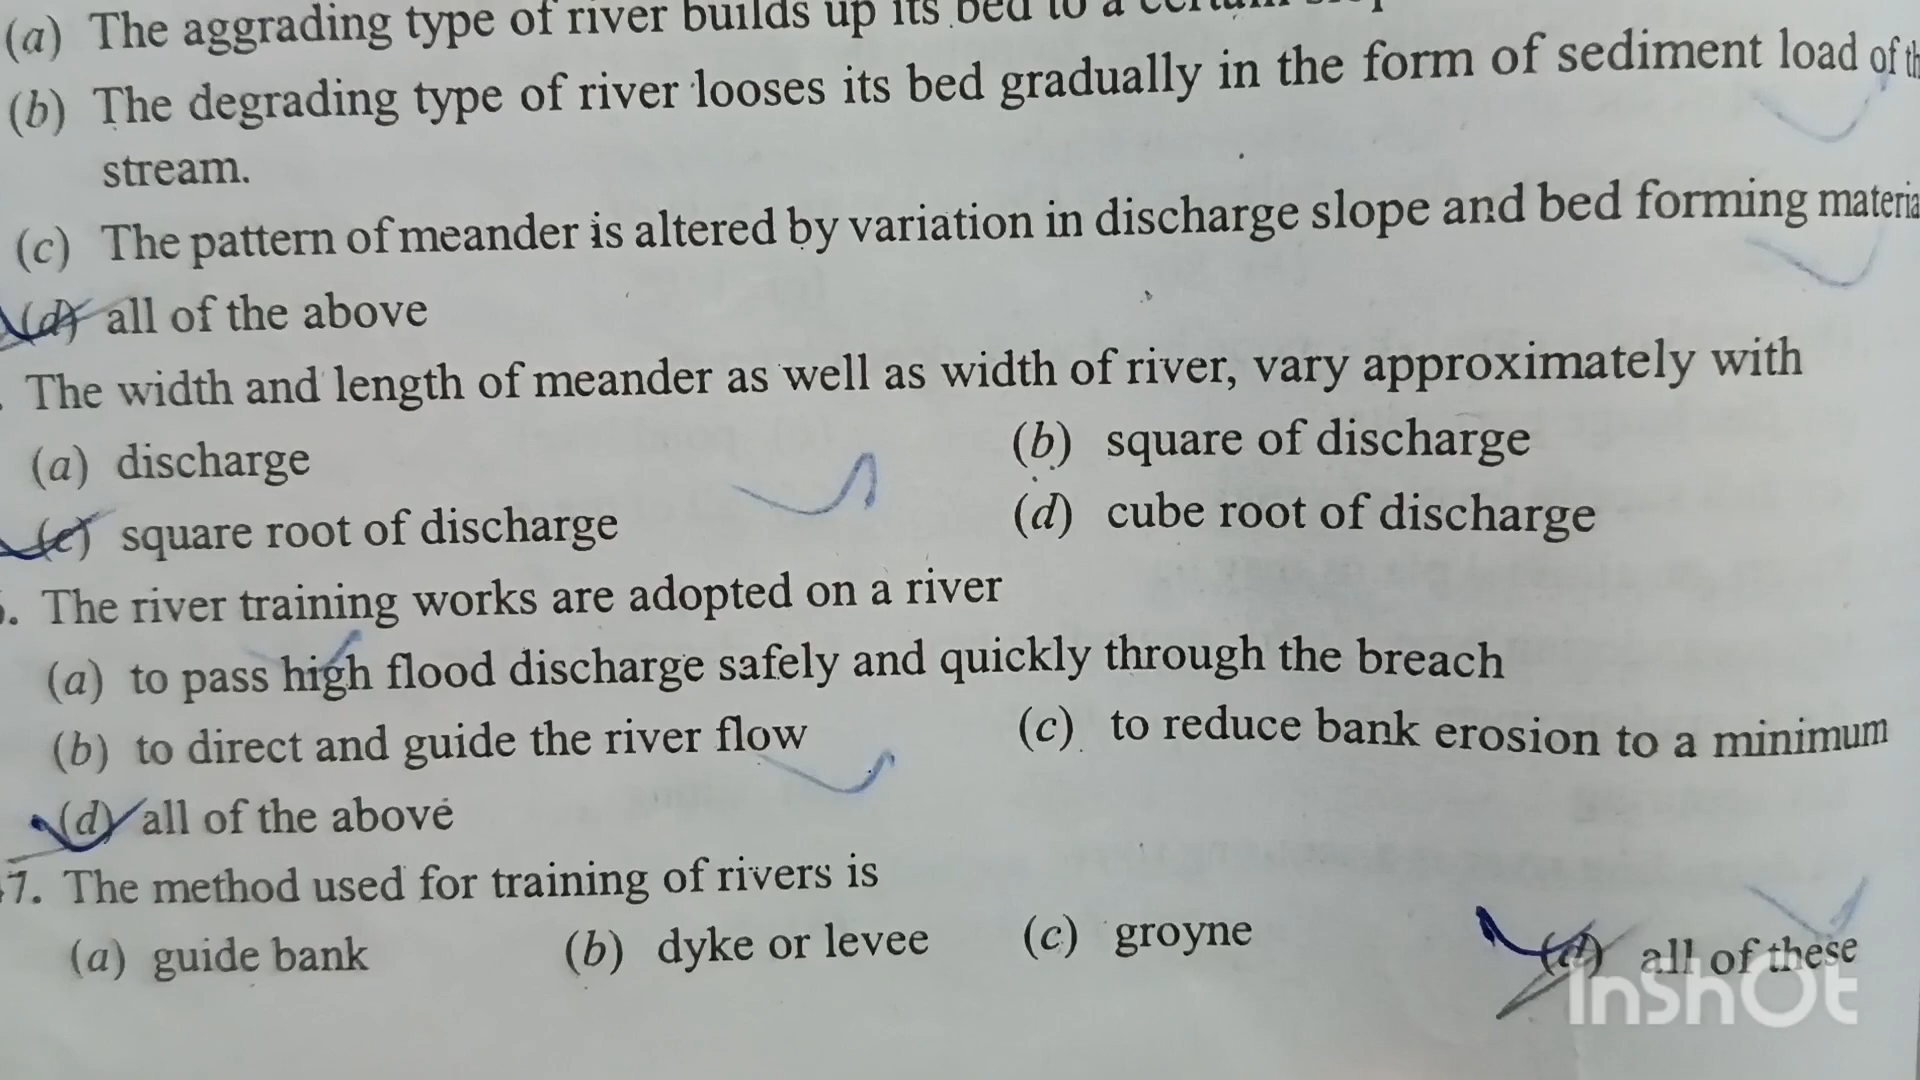 (a) The aggrading type of river builds up its bed to a
(b) The degrading type of river looses its bed gradually in the form of sediment load of
stream.
(c) The pattern of meander is altered by variation in discharge slope and bed forming
(d) all of the above
The width and length of meander as well as width of river, vary approximately with
(a) discharge (b) square of discharge
(c) square root of discharge (d) cube root of discharge
. The river training works are adopted on a river
(a) to pass high flood discharge safely and quickly through the breach
(b) to direct and guide the river flow (c) to reduce bank erosion to a minimum
(d) all of the above
7. The method used for training of rivers is
(a) guide bank (b) dyke or levee (c) groyne (d) all of these
InShOt